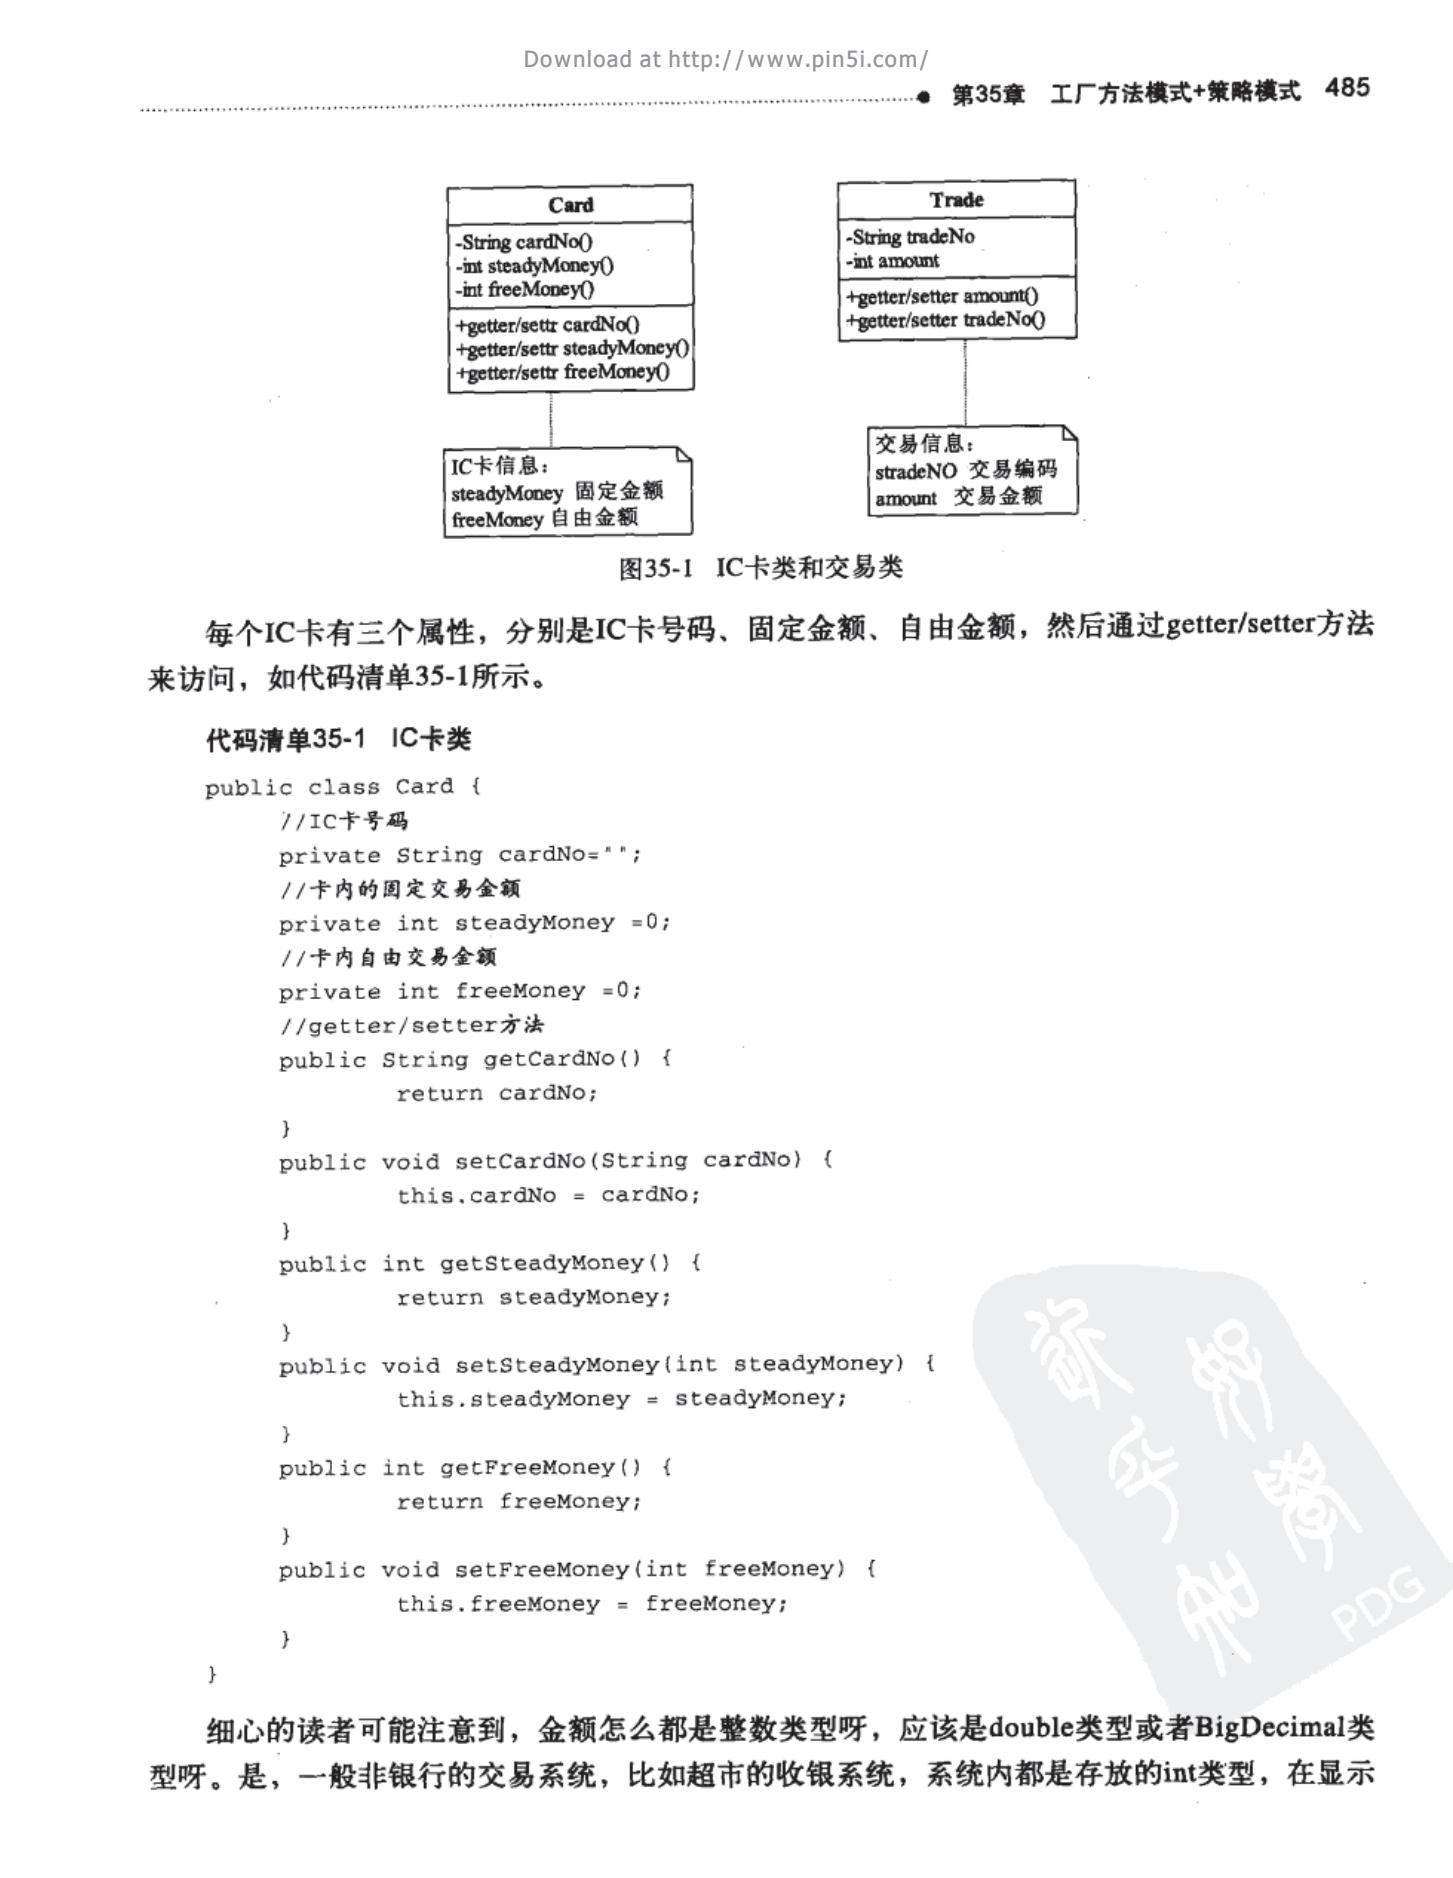 Download at http://www.pin5i.com/
第35章 工厂方法模式+策略模式 485
Card
-String cardNo()
-int steadyMoney()
-int freeMoney()
+getter/settr cardNo()
+getter/settr steadyMoney()
+getter/settr freeMoney()
IC卡信息：
steadyMoney 固定金额
freeMoney 自由金额
Trade
-String tradeNo
-int amount
+getter/setter amount()
+getter/setter tradeNo()
交易信息：
stradeNO 交易编码
amount 交易金额
图35-1 IC卡类和交易类
每个IC卡有三个属性，分别是IC卡号码、固定金额、自由金额，然后通过getter/setter方法
来访问，如代码清单35-1所示。
代码清单35-1 IC卡类
public class Card {
//IC卡号码
private String cardNo="";
//卡内的固定交易金额
private int steadyMoney =0;
//卡内自由交易金额
private int freeMoney =0;
//getter/setter方法
public String getCardNo() {
return cardNo;
}
public void setCardNo(String cardNo) {
this.cardNo = cardNo;
}
public int getSteadyMoney() {
return steadyMoney;
}
public void setSteadyMoney(int steadyMoney) {
this.steadyMoney = steadyMoney;
}
public int getFreeMoney() {
return freeMoney;
}
public void setFreeMoney(int freeMoney) {
this.freeMoney = freeMoney;
}
}
PDG
细心的读者可能注意到，金额怎么都是整数类型呀，应该是double类型或者BigDecimal类
型呀。是，一般非银行的交易系统，比如超市的收银系统，系统内都是存放的int类型，在显示